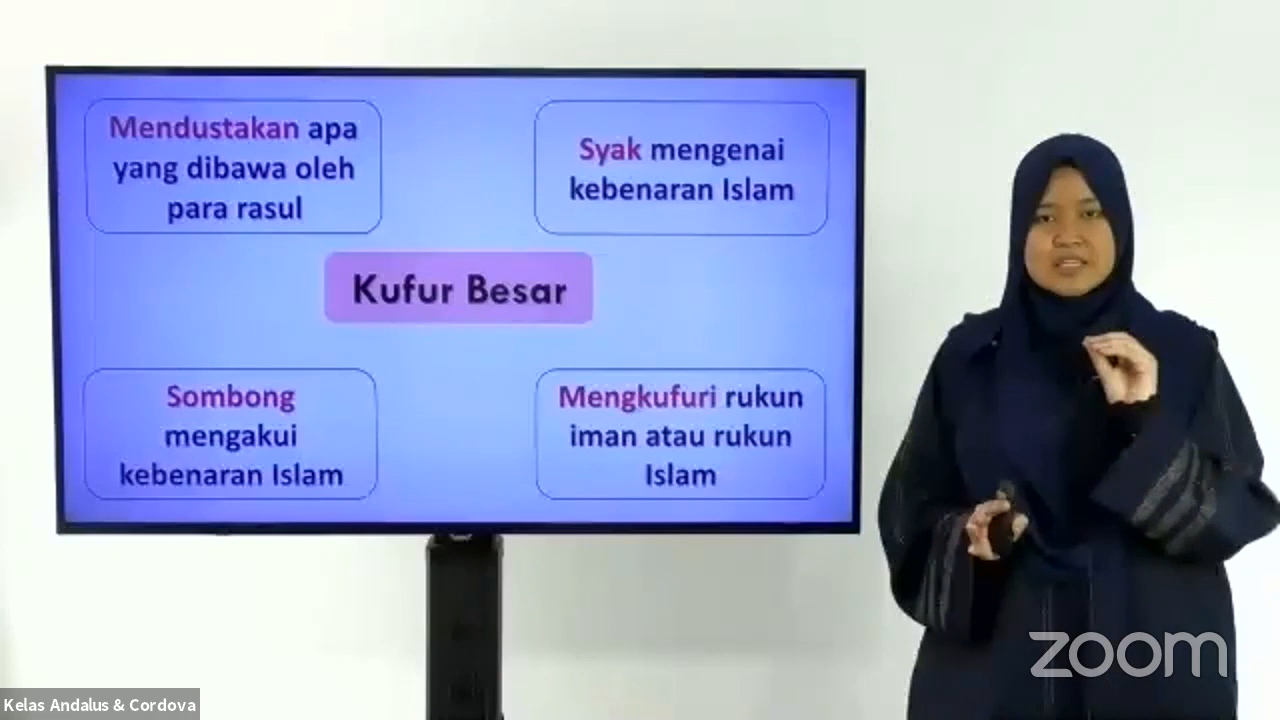 Mendustakan apa
yang dibawa oleh
para rasul
Syak mengenai
kebenaran Islam
Kufur Besar
Sombong
mengakui
kebenaran Islam
Mengkufuri rukun
iman atau rukun
Islam
zoom
Kelas Andalus & Cordova